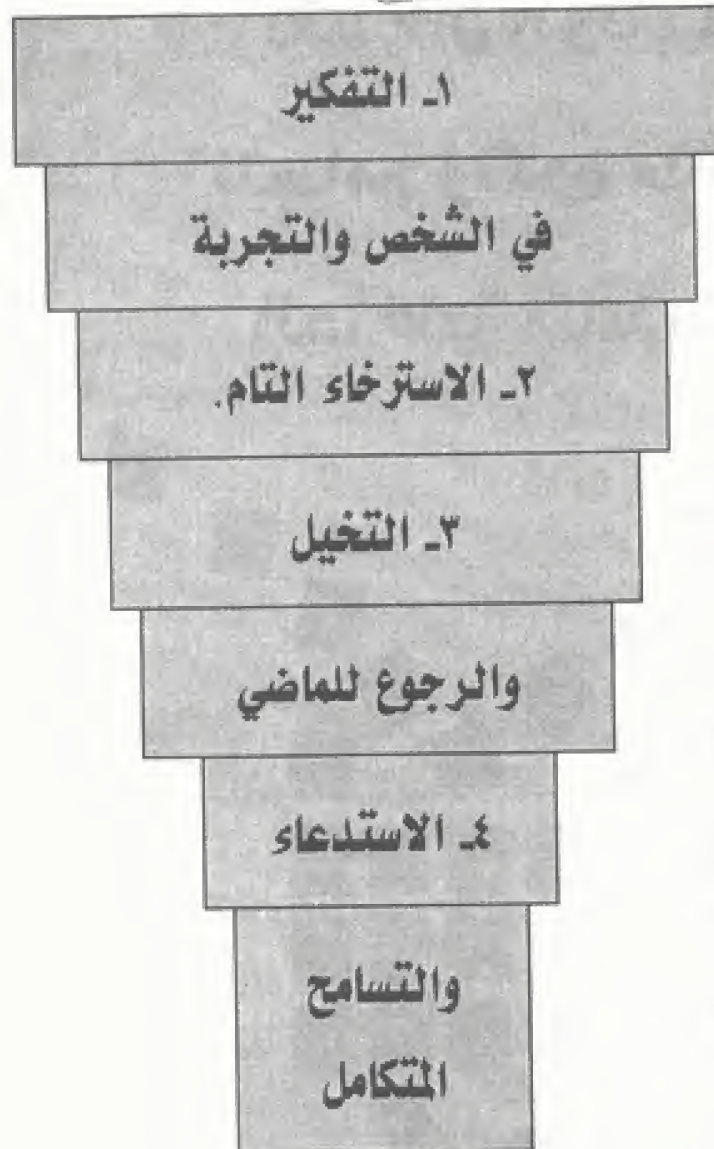 ١ـ التفكير
في الشخص والتجربة
٢ـ الاسترخاء التام.
٣ـ التخيل
والرجوع للماضي
٤ـ الاستدعاء
والتسامح
المتكامل